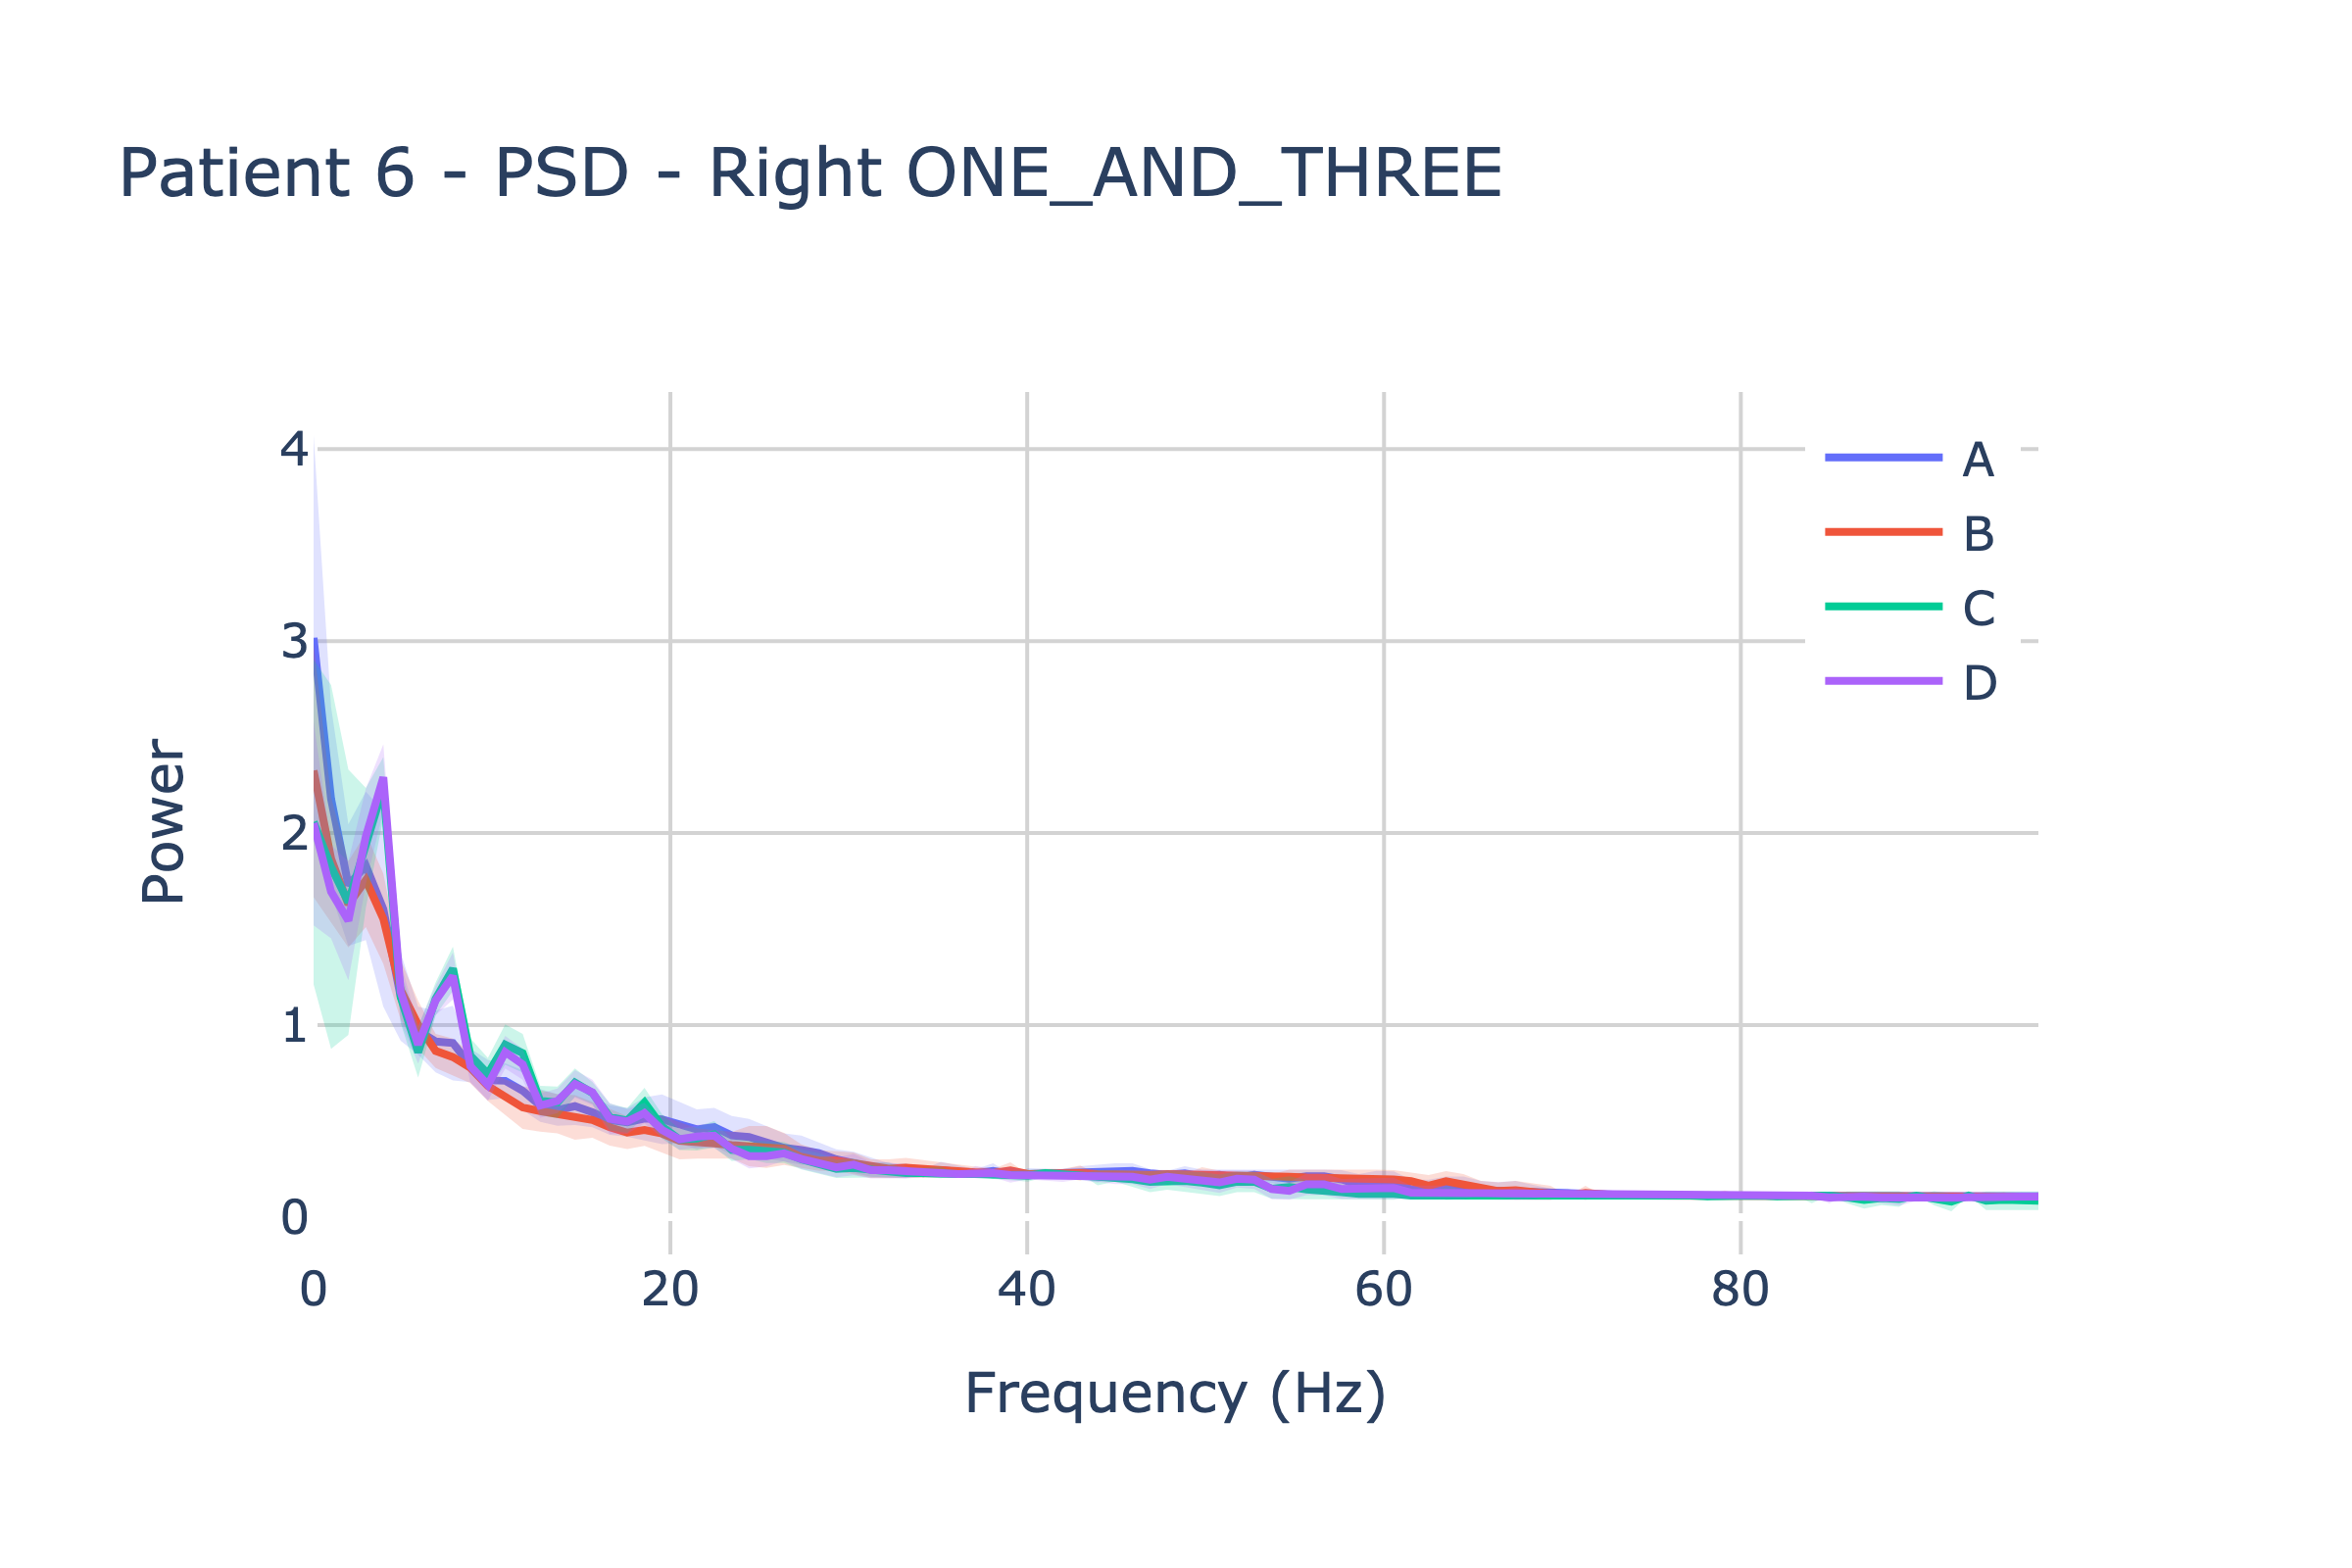 Patient 6 - PSD - Right ONE_AND_THREE
4
3
2
1
0
Power
0 20 40 60 80
Frequency (Hz)
A
B
C
D